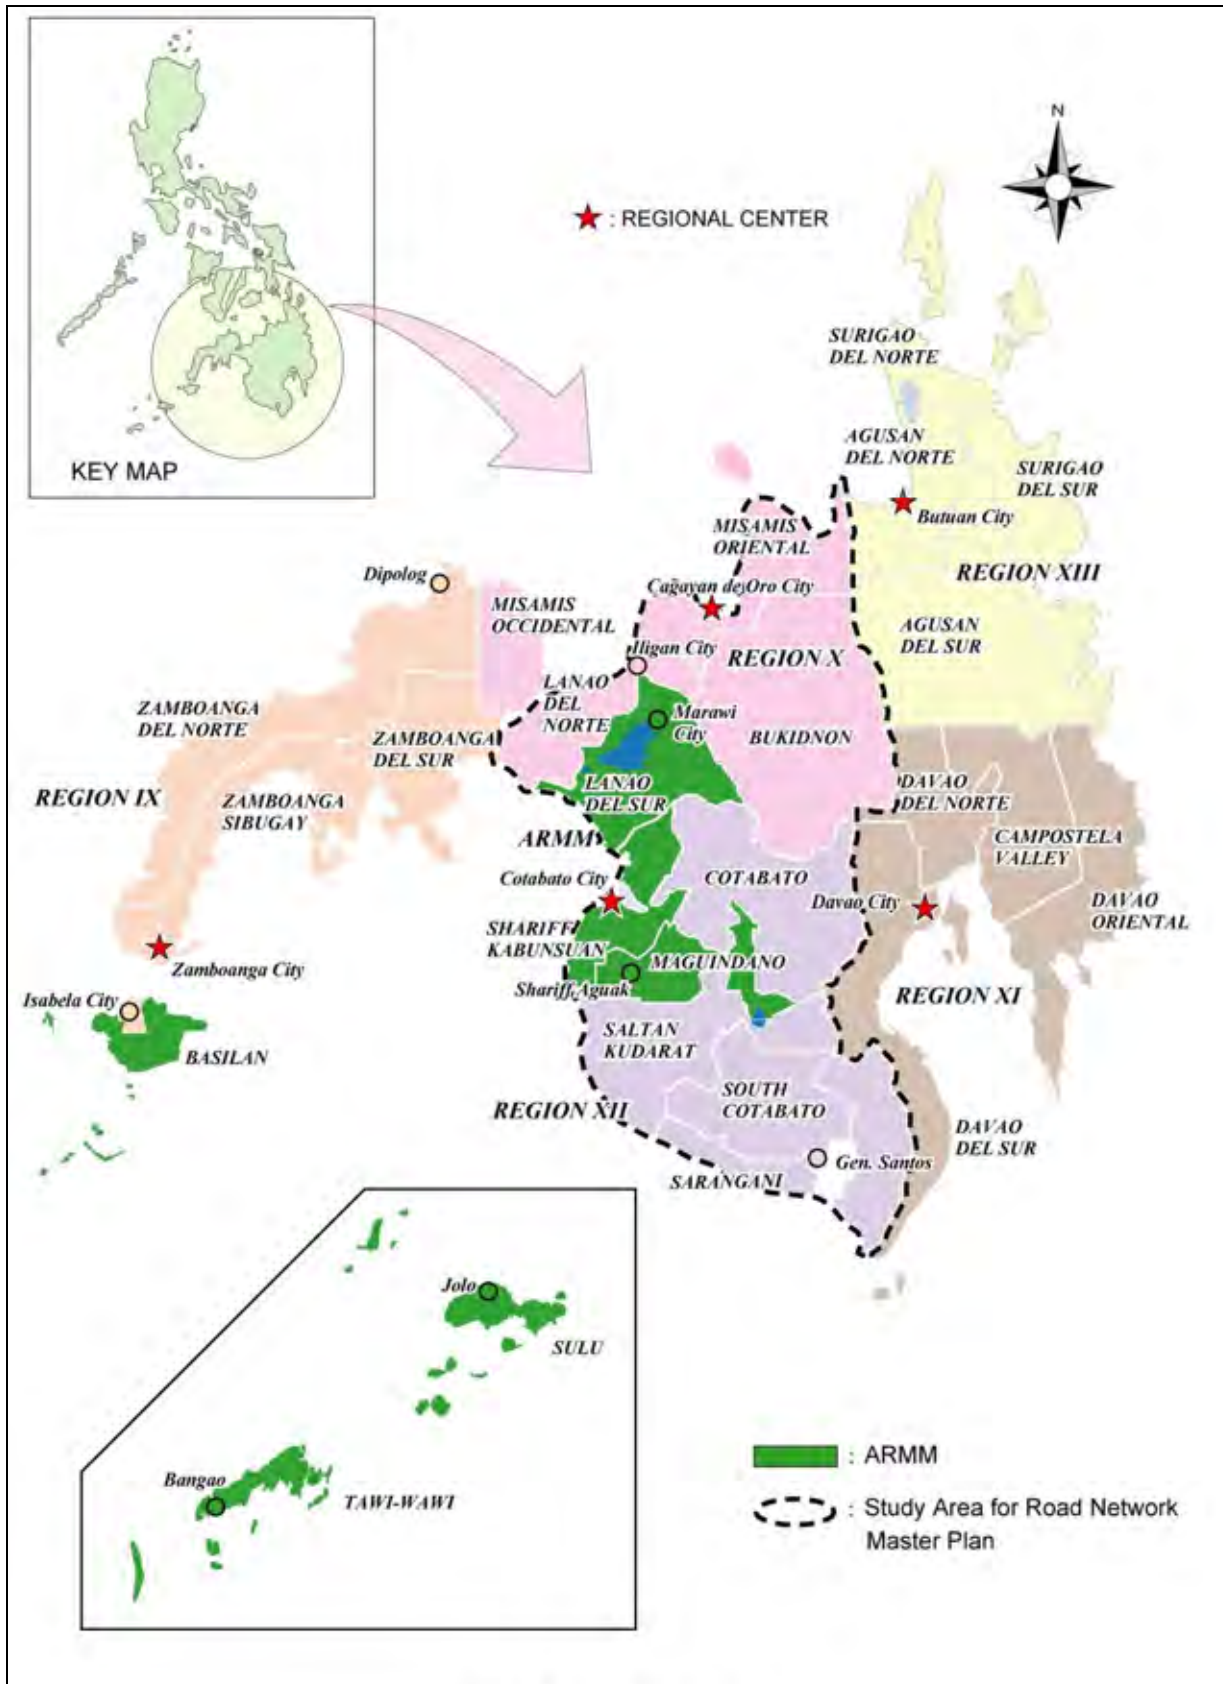 KEY MAP
N
: REGIONAL CENTER
SURIGAO
DEL NORTE
AGUSAN
DEL NORTE
SURIGAO
DEL SUR
Butuan City
MISAMIS
ORIENTAL
REGION XIII
Dipolog
Cagayan de Oro City
MISAMIS
OCCIDENTAL
AGUSAN
DEL SUR
Iligan City
REGION X
LANAO
DEL
NORTE
ZAMBOANGA
DEL NORTE
Marawi
City
BUKIDNON
ZAMBOANGA
DEL SUR
LANAO
DEL SUR
DAVAO
DEL NORTE
REGION IX
ZAMBOANGA
SIBUGAY
ARMM
CAMPOSTELA
VALLEY
Cotabato City
COTABATO
Davao City
DAVAO
ORIENTAL
SHARIFF
KABUNSUAN
MAGUINDANO
Zamboanga City
Shariff Aguak
REGION XI
Isabela City
BASILAN
SALTAN
KUDARAT
SOUTH
COTABATO
REGION XII
DAVAO
DEL SUR
Gen. Santos
SARANGANI
Jolo
SULU
Bangao
TAWI-WAWI
: ARMM
: Study Area for Road Network
Master Plan